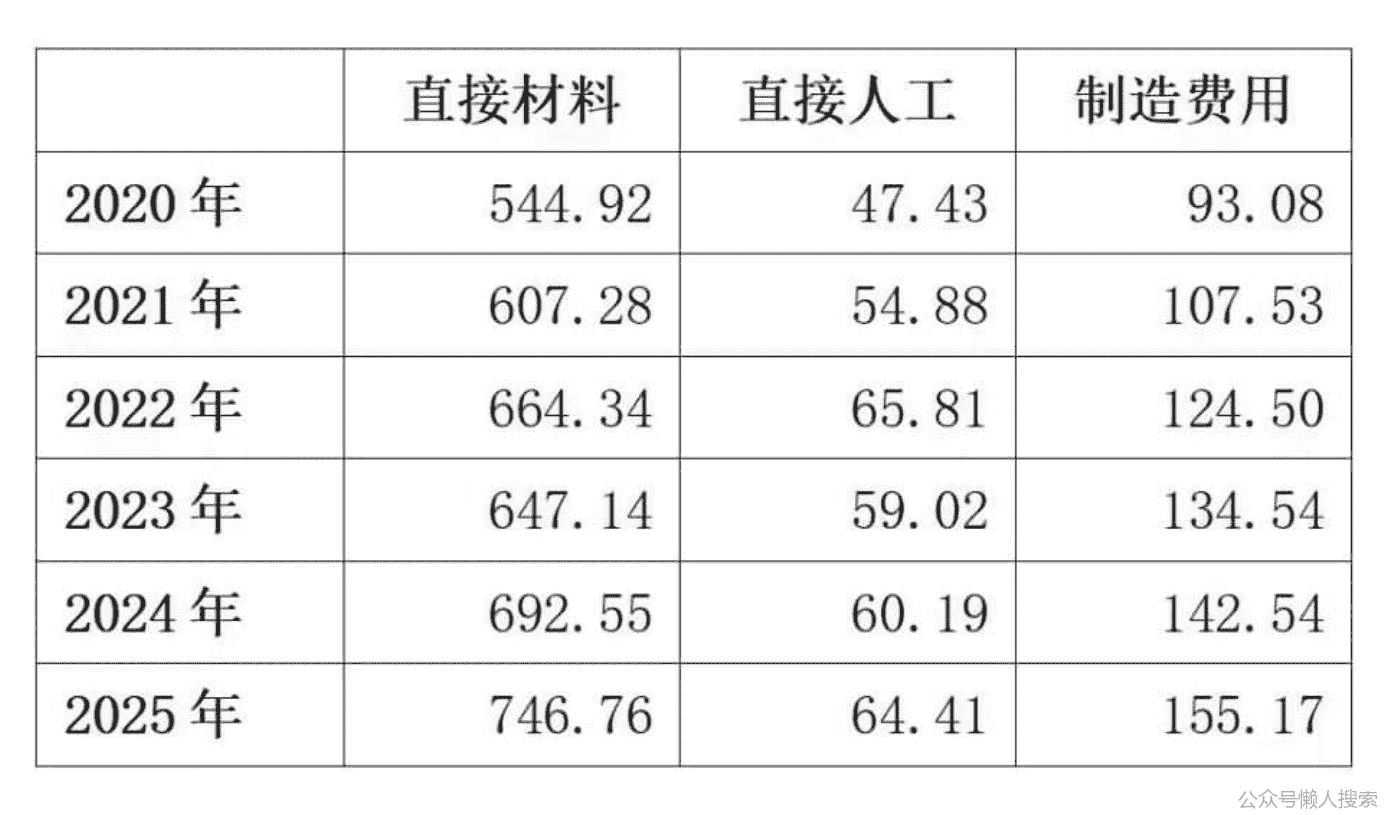 直接材料 直接人工 制造费用
2020年 544.92 47.43 93.08
2021年 607.28 54.88 107.53
2022年 664.34 65.81 124.50
2023年 647.14 59.02 134.54
2024年 692.55 60.19 142.54
2025年 746.76 64.41 155.17
公众号懒人搜索